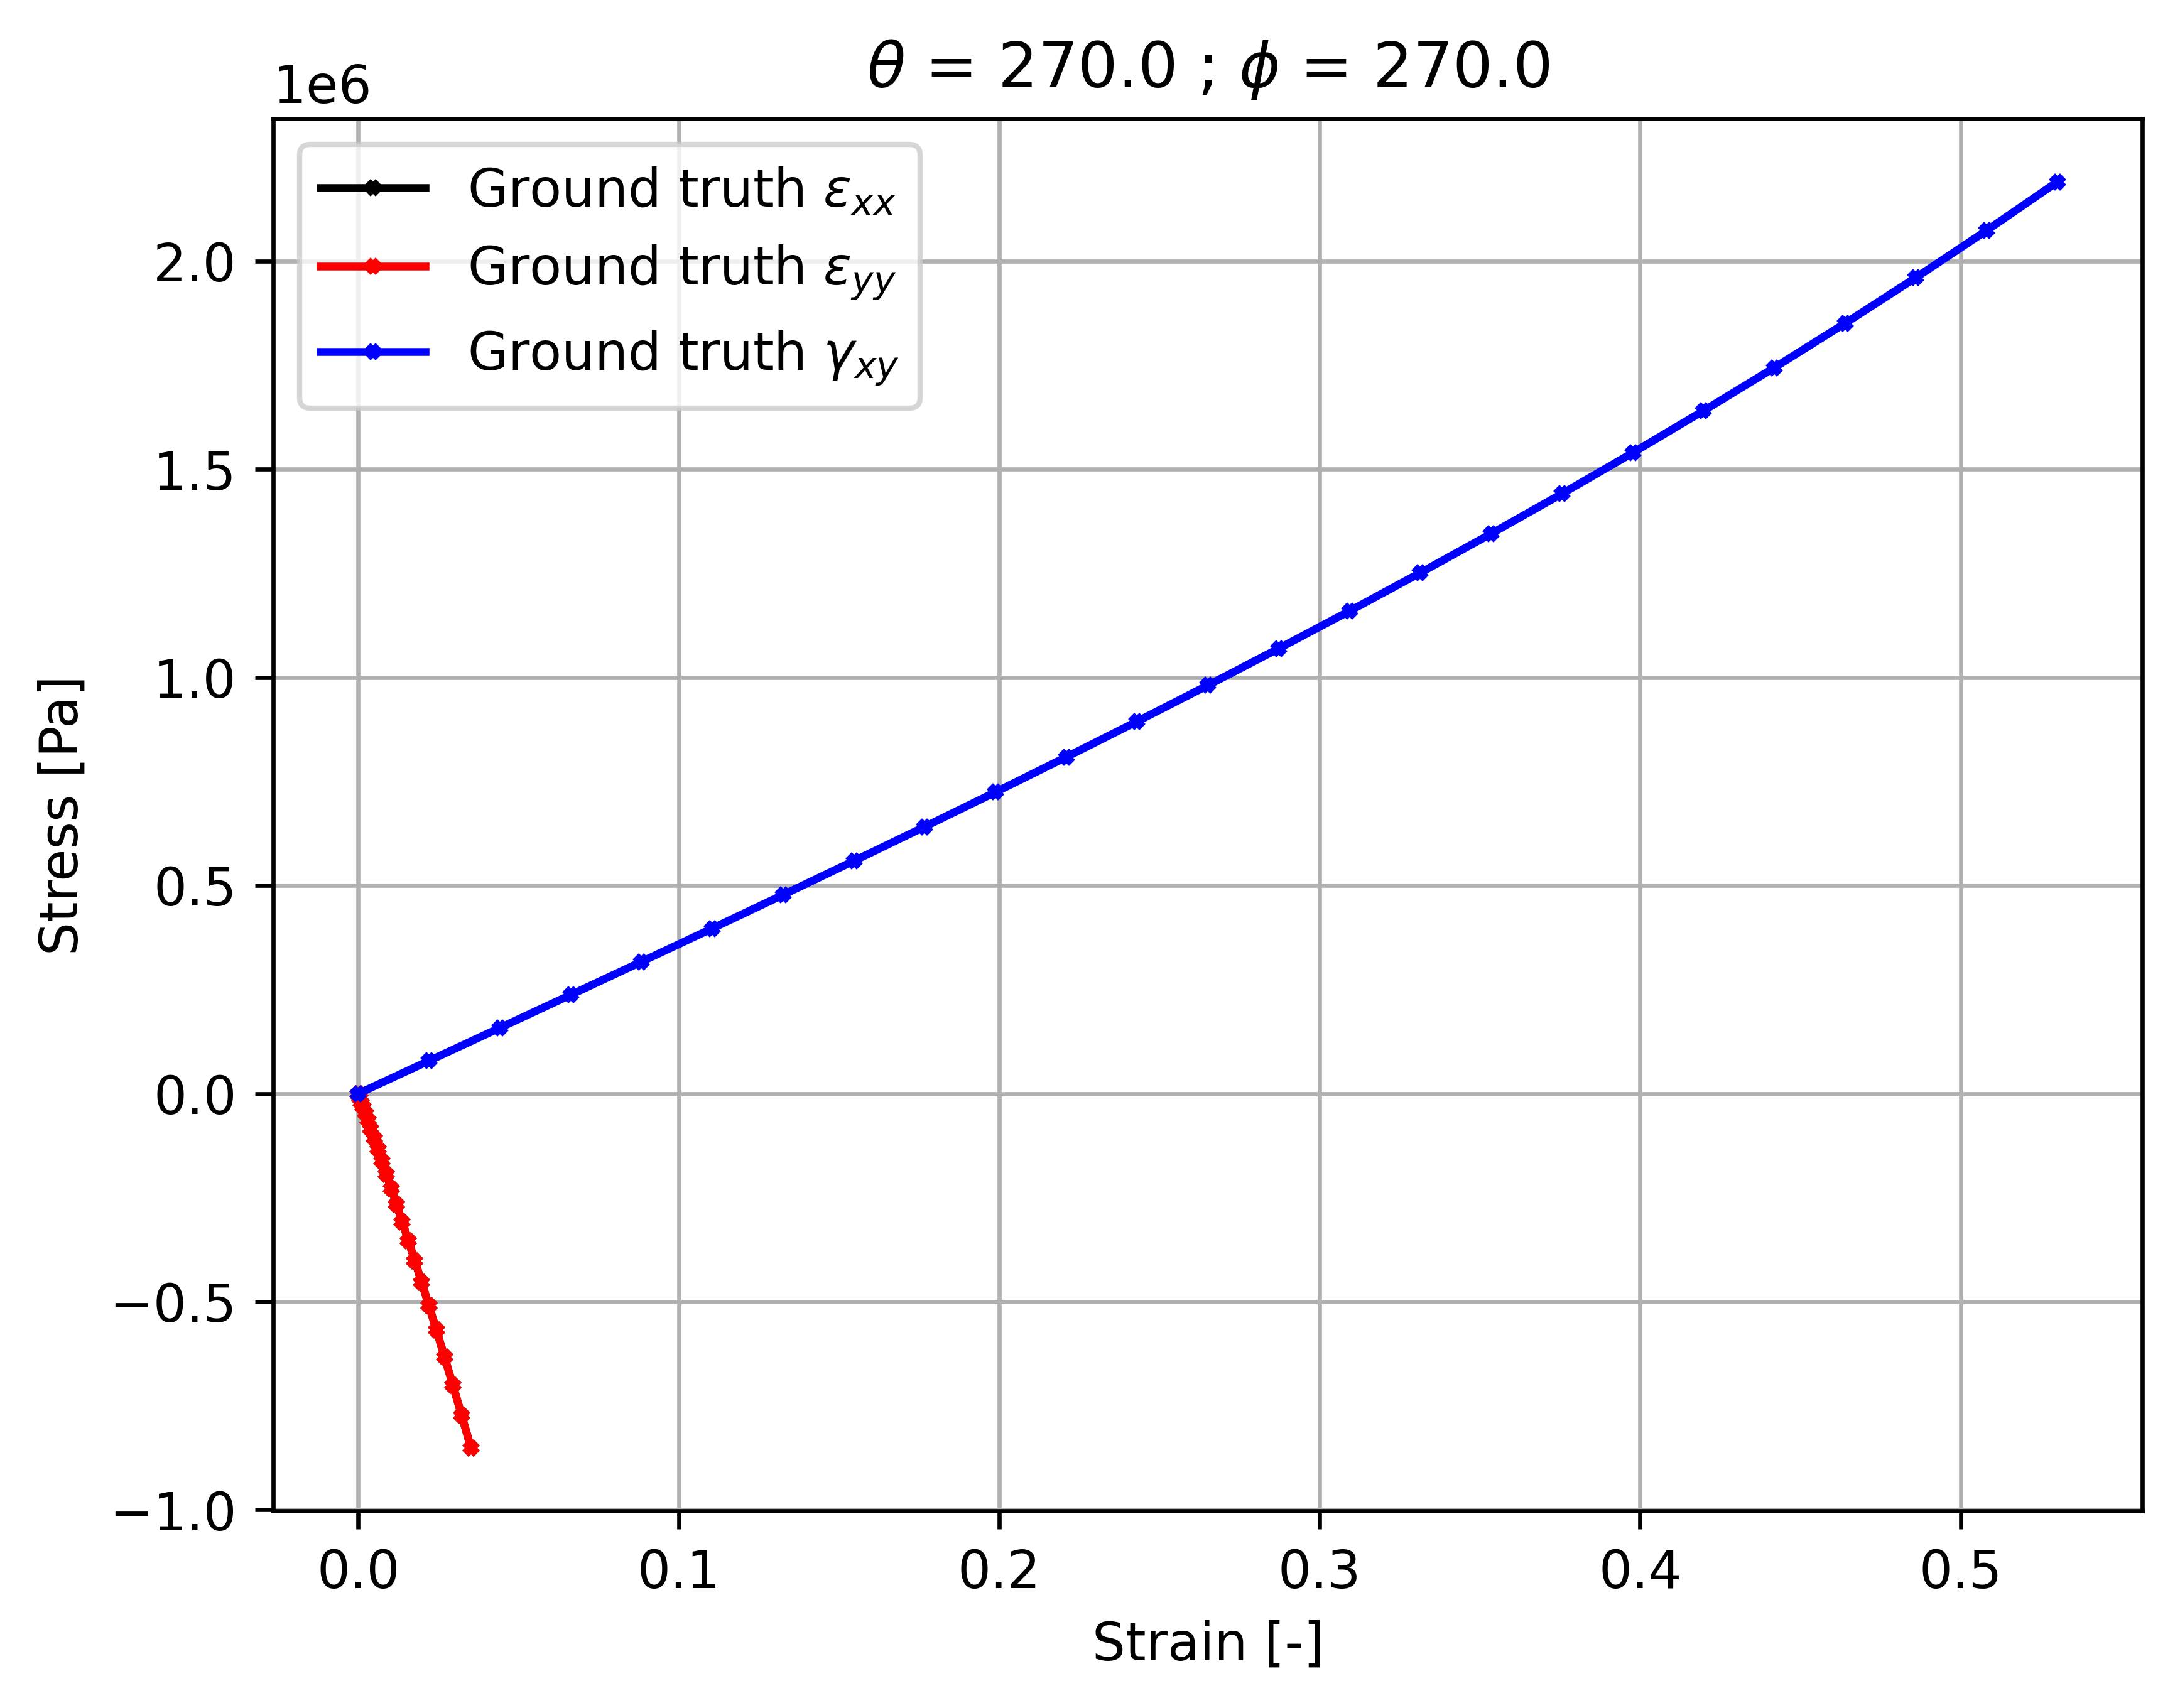 θ = 270.0 ; ϕ = 270.0
1e6
Ground truth εxx
Ground truth εyy
Ground truth γxy
2.0
1.5
1.0
0.5
0.0
−0.5
−1.0
Stress [Pa]
0.0 0.1 0.2 0.3 0.4 0.5
Strain [-]